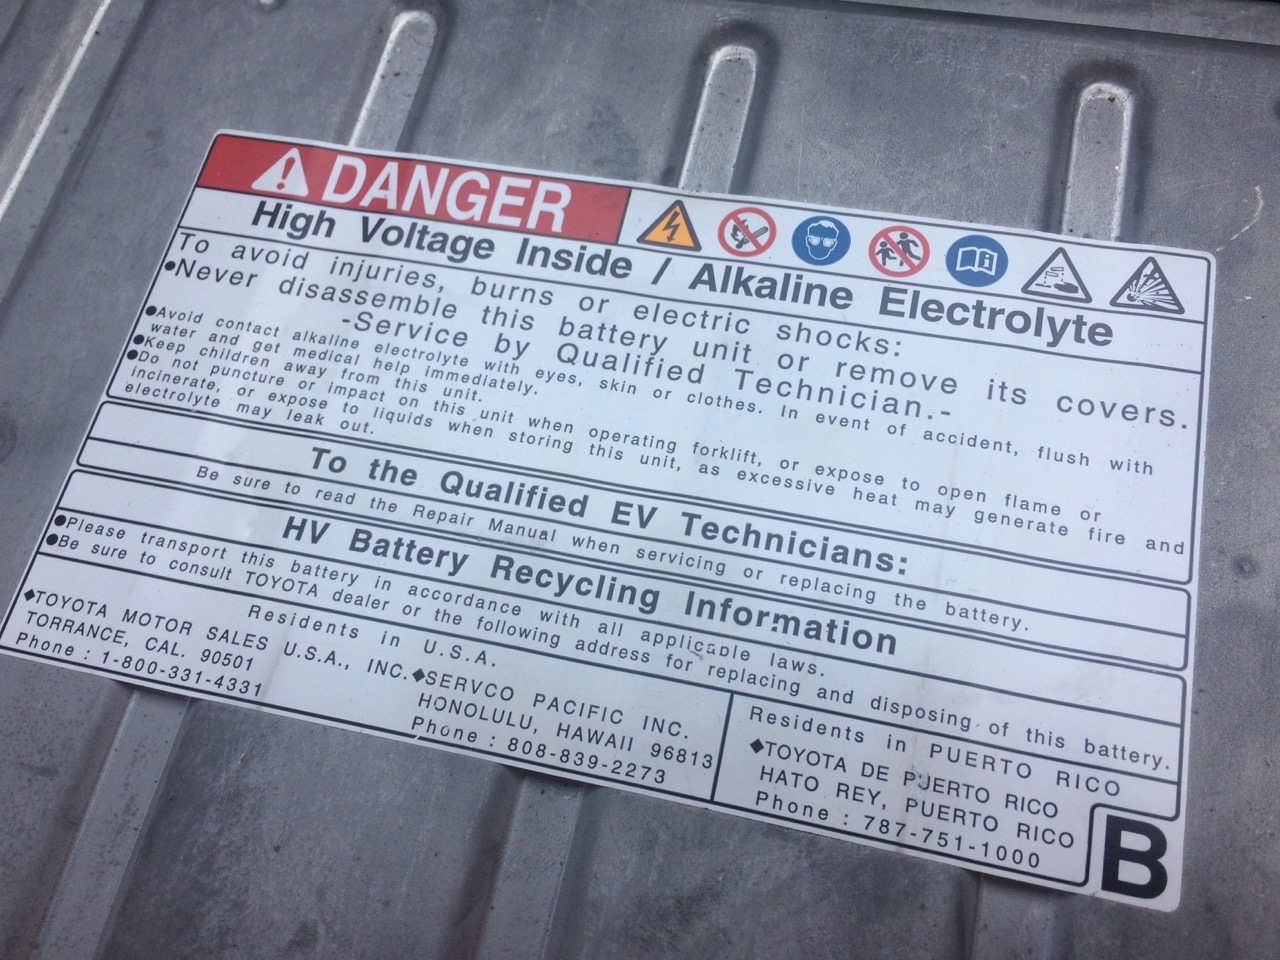 DANGER
High Voltage Inside / Alkaline Electrolyte
To avoid injuries, burns or electric shocks:
●Never disassemble this battery unit or remove its covers.
-Service by Qualified Technician.-
●Avoid contact alkaline electrolyte with eyes, skin or clothes. In event of accident, flush with
water and get medical help immediately.
●Keep children away from this unit.
●Do not puncture or impact on this unit when operating forklift, or expose to open flame or
incinerate, or expose to liquids when storing this unit, as excessive heat may generate fire and
electrolyte may leak out.
To the Qualified EV Technicians:
Be sure to read the Repair Manual when servicing or replacing the battery.
HV Battery Recycling Information
●Please transport this battery in accordance with all applicable laws.
●Be sure to consult TOYOTA dealer or the following address for replacing and disposing of this battery.
Residents in U.S.A.
◆TOYOTA MOTOR SALES U.S.A., INC.
TORRANCE, CAL. 90501
Phone : 1-800-331-4331
◆SERVCO PACIFIC INC.
HONOLULU, HAWAII 96813
Phone : 808-839-2273
Residents in PUERTO RICO
◆TOYOTA DE PUERTO RICO
HATO REY, PUERTO RICO
Phone : 787-751-1000
B